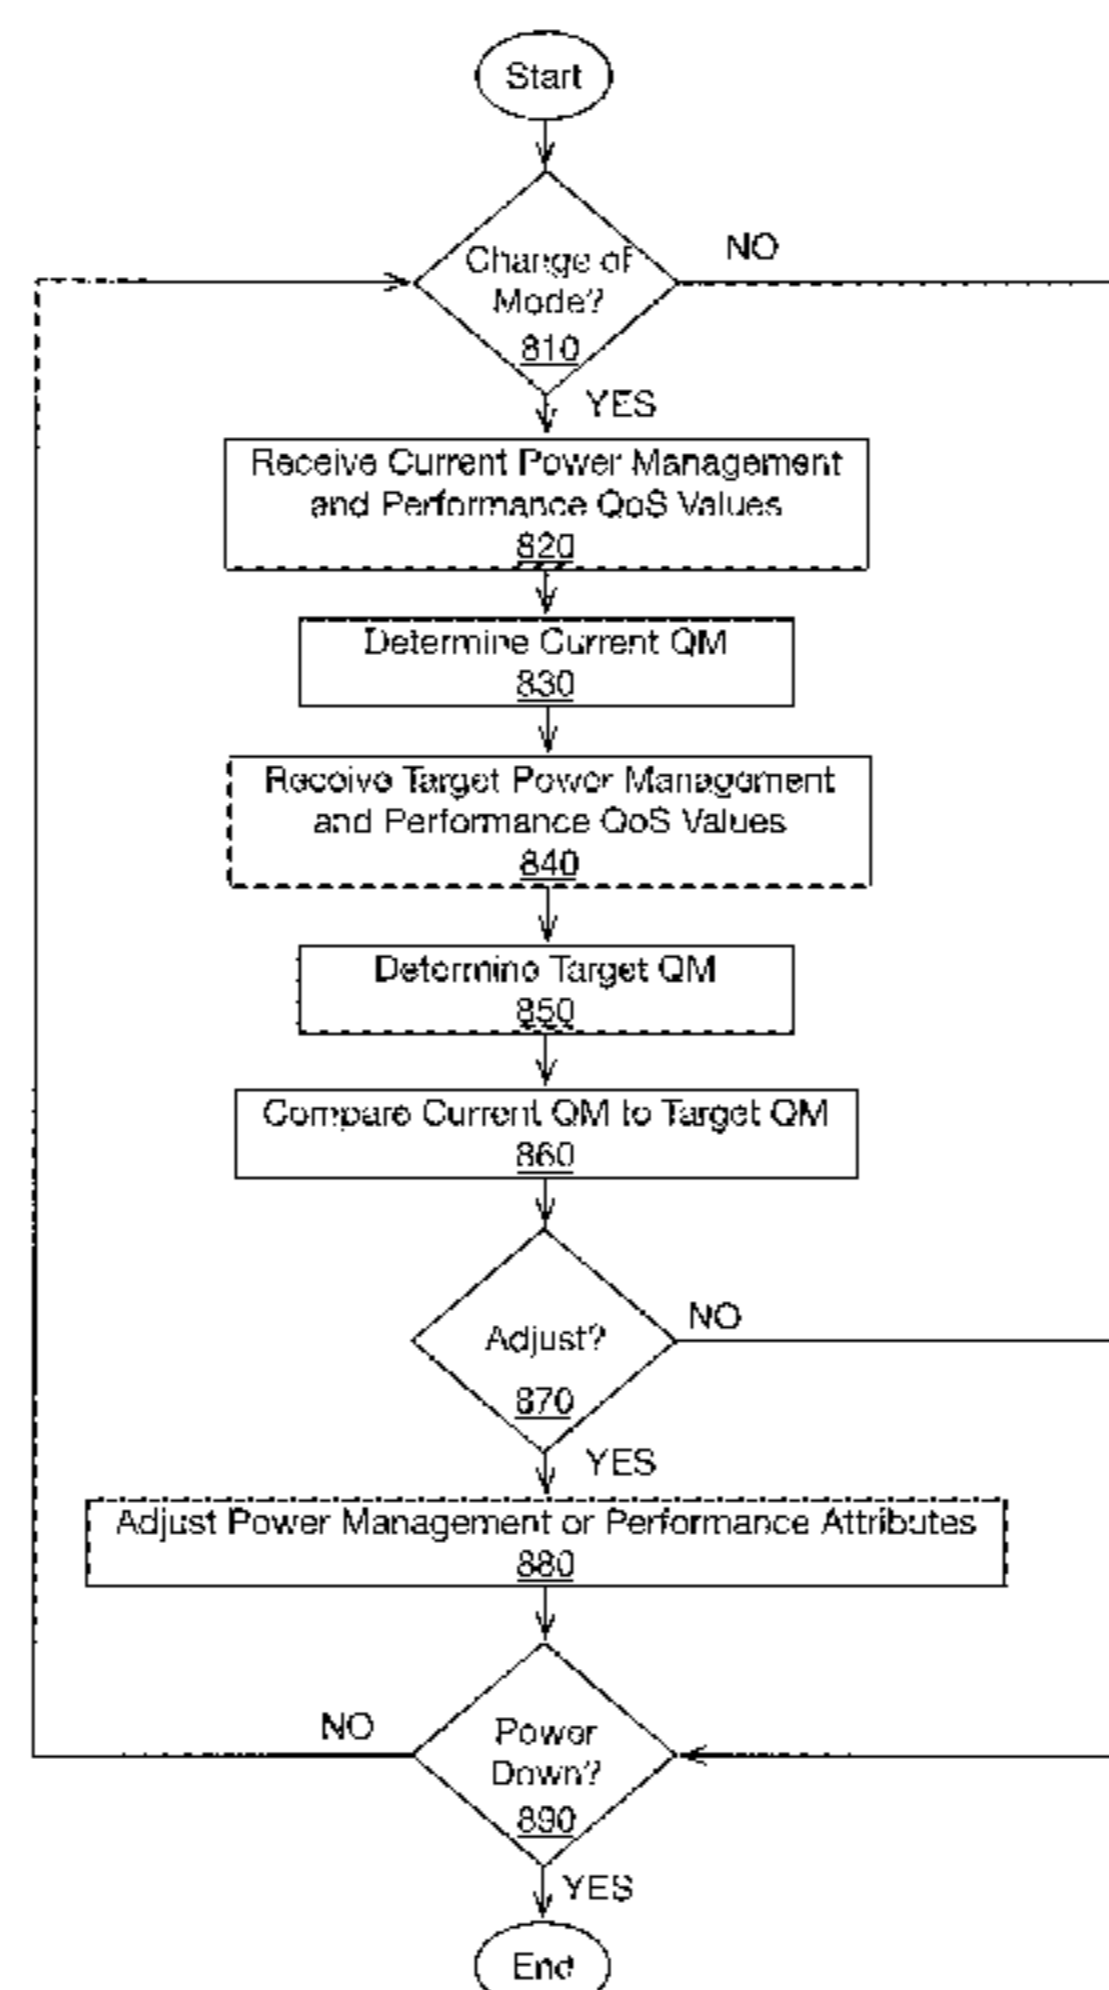 Start
Change of
Mode?
810
NO
YES
Receive Current Power Management
and Performance QoS Values
820
Determine Current QM
830
Receive Target Power Management
and Performance QoS Values
840
Determine Target QM
850
Compare Current QM to Target QM
860
Adjust?
870
NO
YES
Adjust Power Management or Performance Attributes
880
NO
Power
Down?
890
YES
End